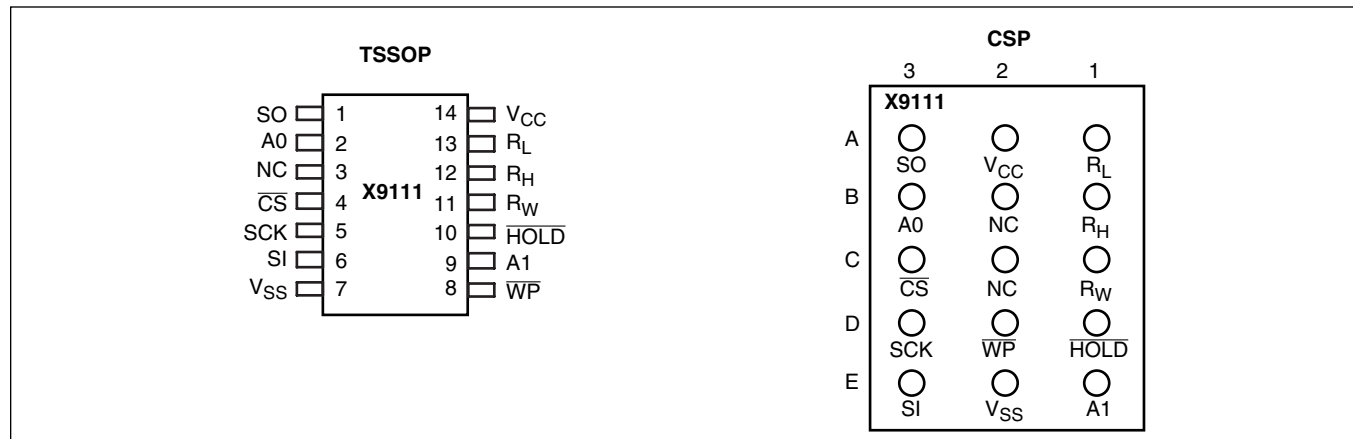 TSSOP
SO 1 14 VCC
A0 2 13 RL
NC 3 12 RH
CS 4 X9111 11 RW
SCK 5 10 HOLD
SI 6 9 A1
VSS 7 8 WP
CSP
3 2 1
X9111
A
SO VCC RL
B
A0 NC RH
C
CS NC RW
D
SCK WP HOLD
E
SI VSS A1